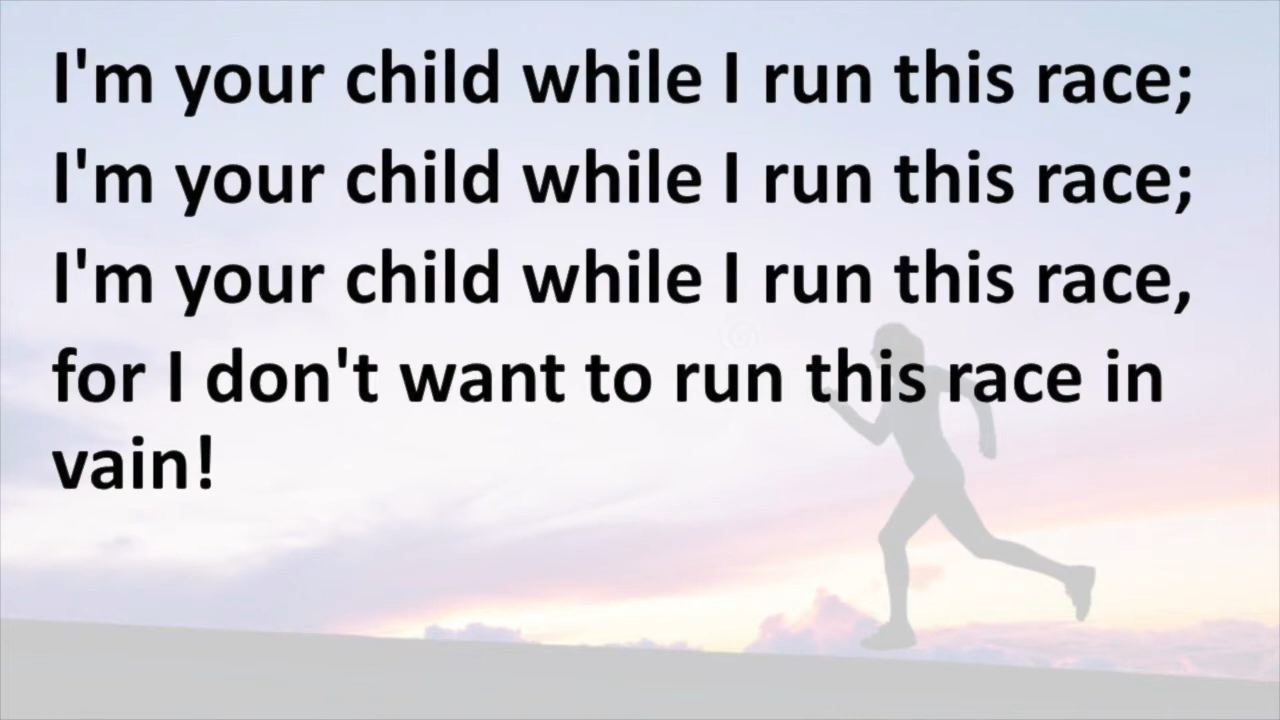 I'm your child while I run this race;
I'm your child while I run this race;
I'm your child while I run this race,
for I don't want to run this race in
vain!